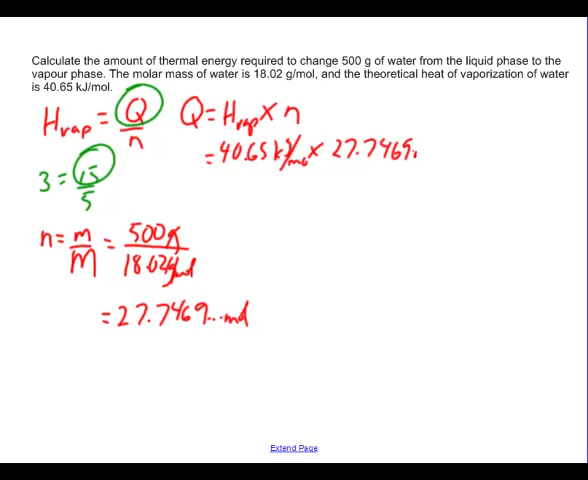 Calculate the amount of thermal energy required to change 500 g of water from the liquid phase to the
vapour phase. The molar mass of water is 18.02 g/mol, and the theoretical heat of vaporization of water
is 40.65 kJ/mol.
Hvap = Q/n Q = Hvap × n
= 40.65 kJ/mol × 27.7469..
3 = 15/5
n = m/M = 500g/18.02g/mol
= 27.7469... mol
Extend Page